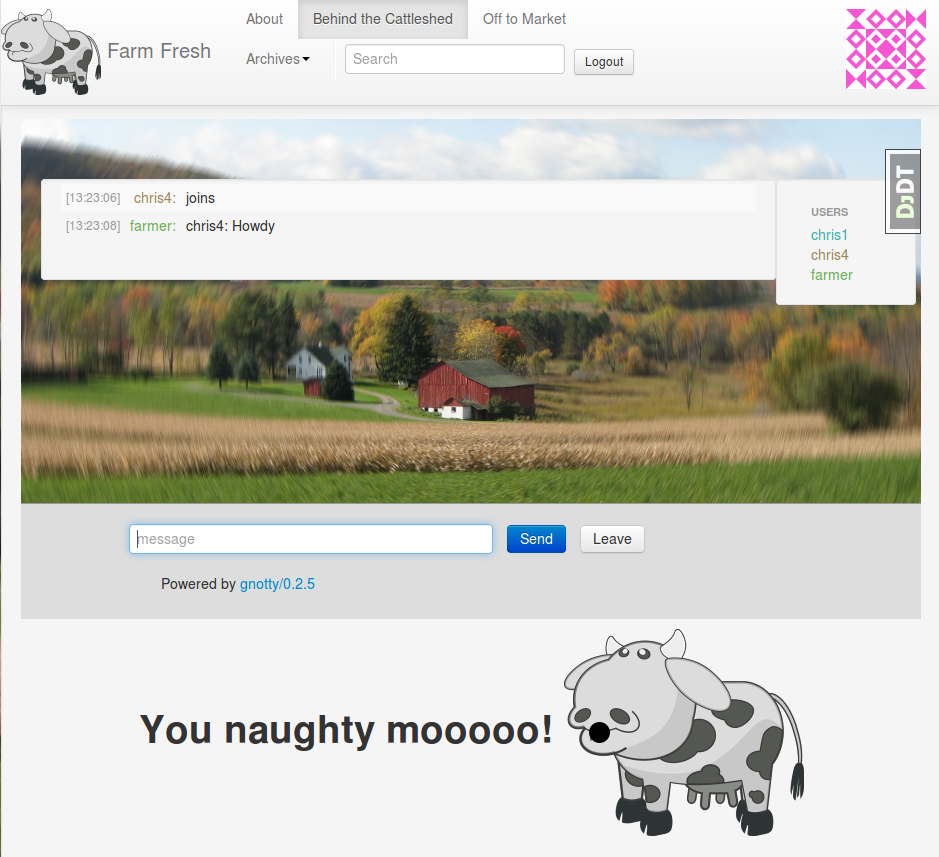 About
Behind the Cattleshed
Off to Market
Farm Fresh
Archives
Search
Logout
[13:23:06] chris4: joins
[13:23:08] farmer: chris4: Howdy
USERS
chris1
chris4
farmer
DJDT
message
Send
Leave
Powered by gnotty/0.2.5
You naughty mooooo!